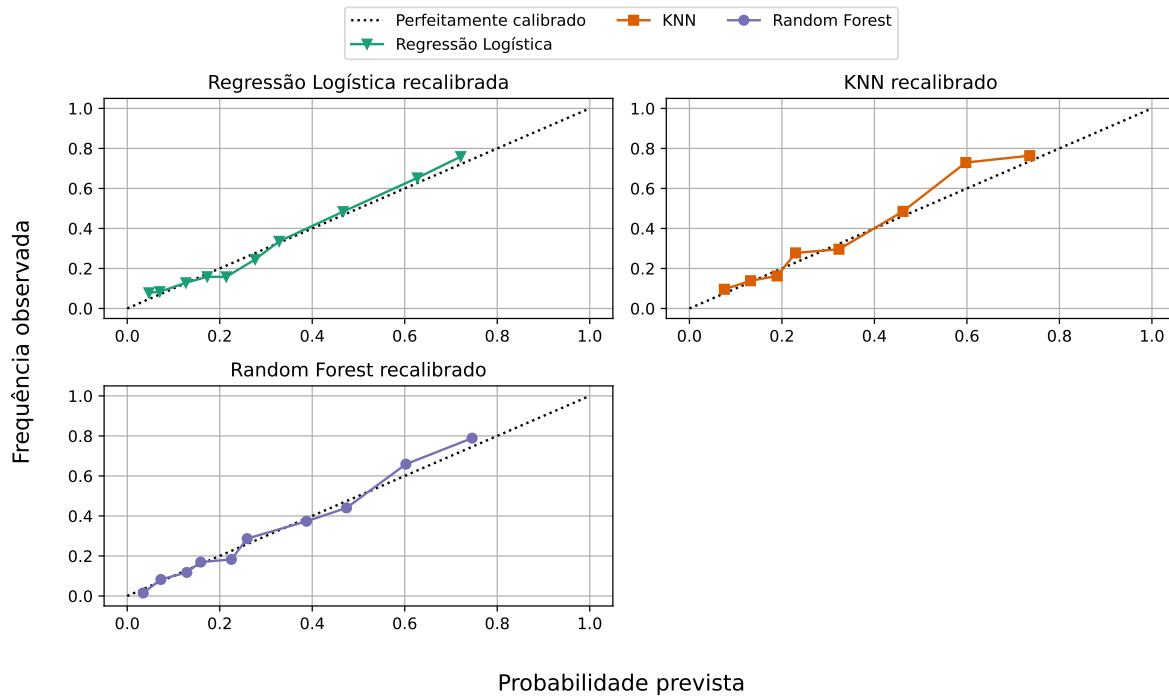 Perfeitamente calibrado
Regressão Logística
KNN
Random Forest
Regressão Logística recalibrada
1.0
0.8
0.6
0.4
0.2
0.0
0.0 0.2 0.4 0.6 0.8 1.0
KNN recalibrado
1.0
0.8
0.6
0.4
0.2
0.0
0.0 0.2 0.4 0.6 0.8 1.0
Frequência observada
Random Forest recalibrado
1.0
0.8
0.6
0.4
0.2
0.0
0.0 0.2 0.4 0.6 0.8 1.0
Probabilidade prevista